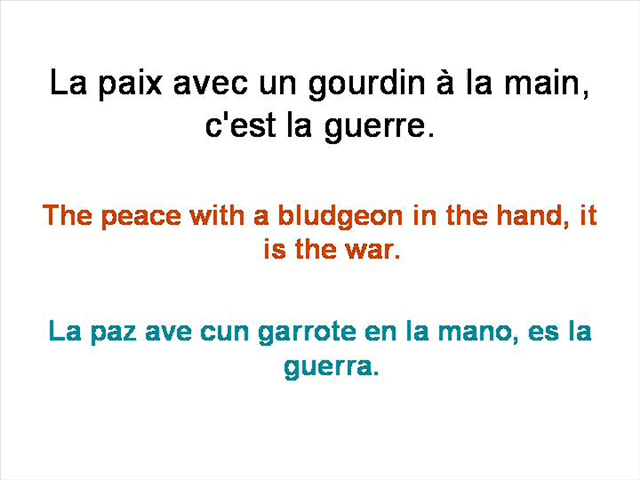 La paix avec un gourdin à la main,
c'est la guerre.
The peace with a bludgeon in the hand, it
is the war.
La paz ave cun garrote en la mano, es la
guerra.